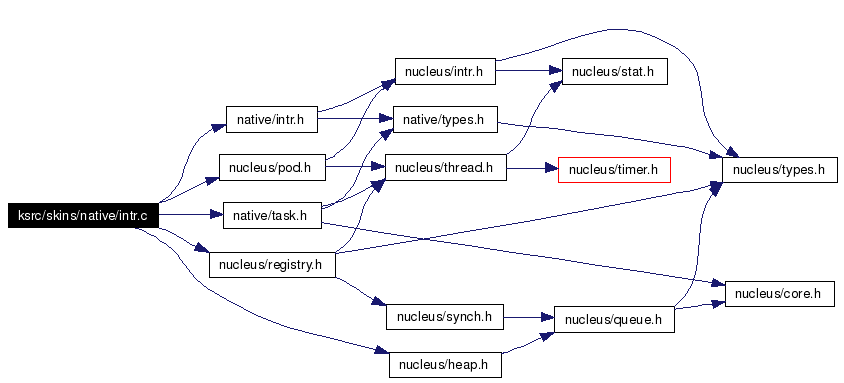 ksrc/skins/native/intr.c
native/intr.h
nucleus/pod.h
native/task.h
nucleus/registry.h
nucleus/intr.h
native/types.h
nucleus/thread.h
nucleus/synch.h
nucleus/heap.h
nucleus/stat.h
nucleus/timer.h
nucleus/queue.h
nucleus/types.h
nucleus/core.h